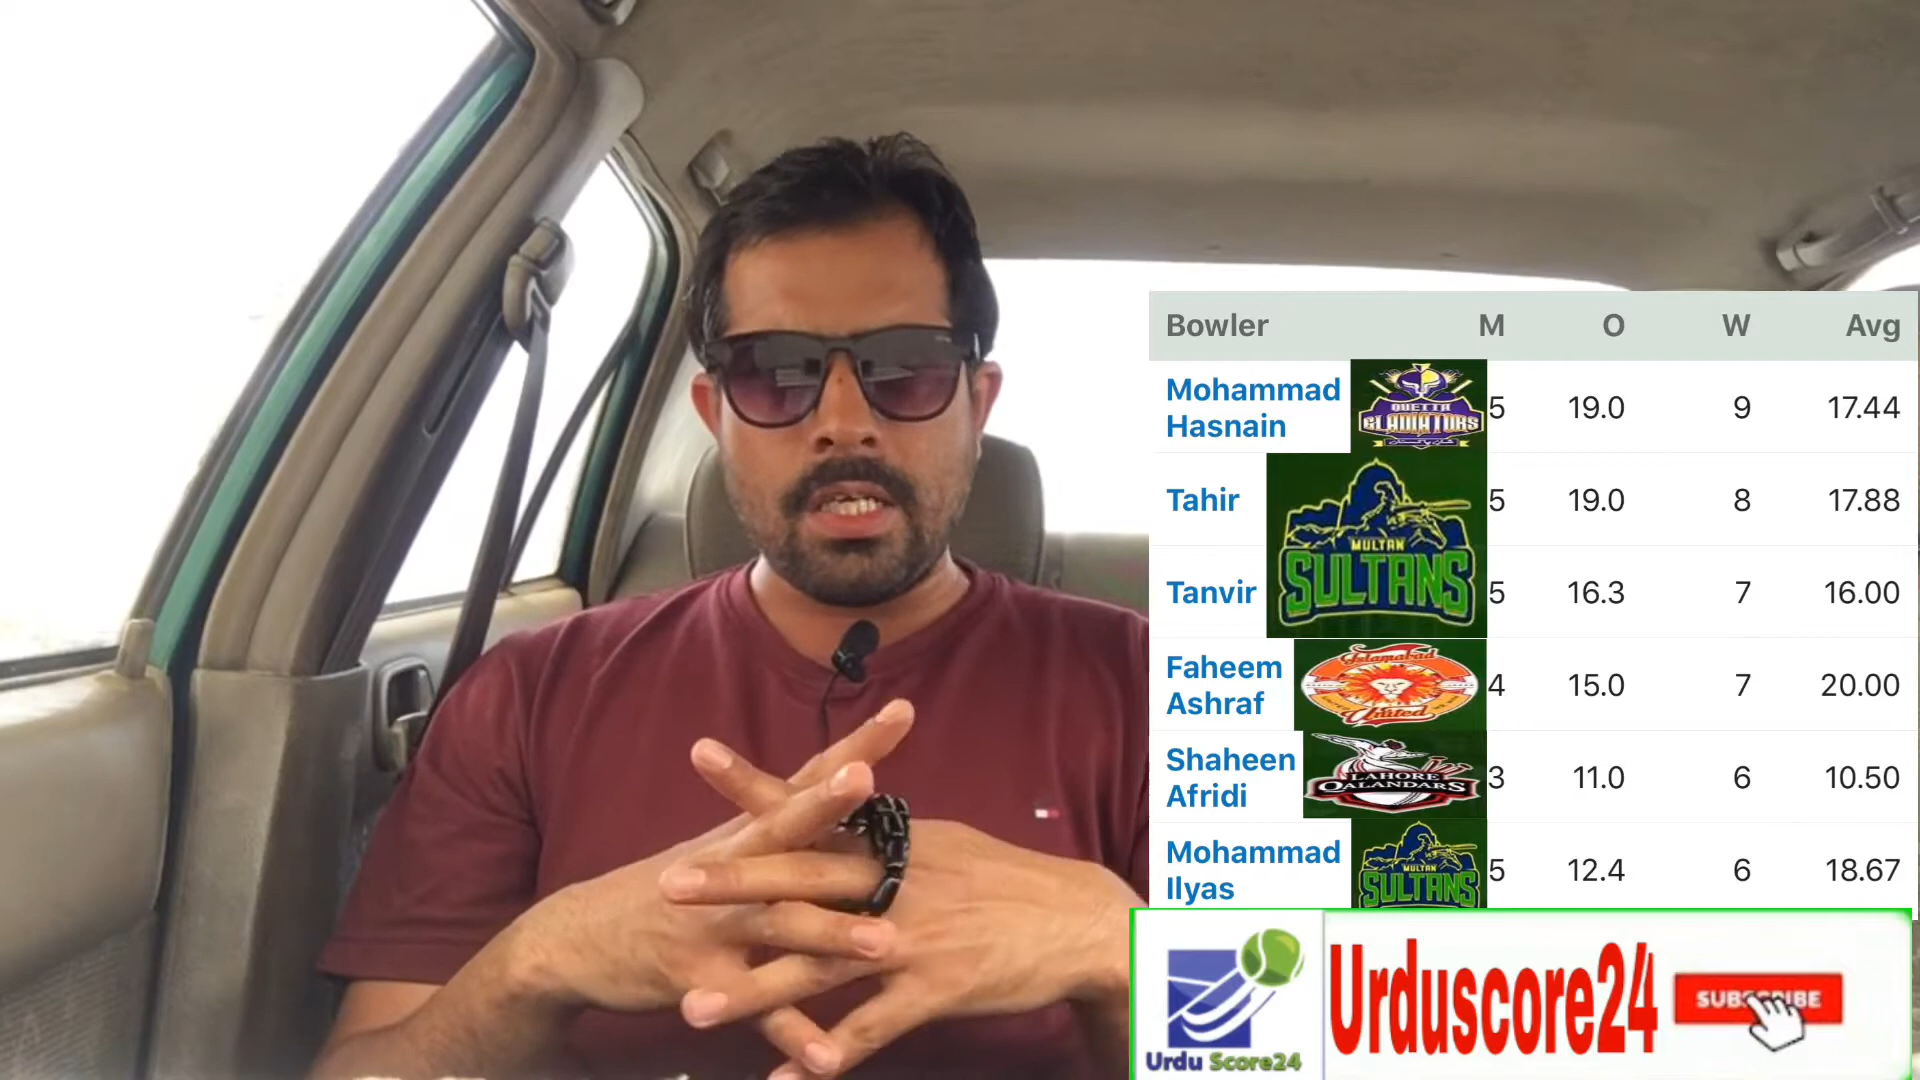 Bowler M O W Avg
Mohammad
Hasnain
QUETTA
GLADIATORS
5 19.0 9 17.44
Tahir 5 19.0 8 17.88
MULTAN
SULTANS
Tanvir 5 16.3 7 16.00
Faheem
Ashraf
Islamabad
United
4 15.0 7 20.00
Shaheen
Afridi
LAHORE
QALANDARS
3 11.0 6 10.50
Mohammad
Ilyas
MULTAN
SULTANS
5 12.4 6 18.67
Urdu Score24
Urduscore24
SUBSCRIBE